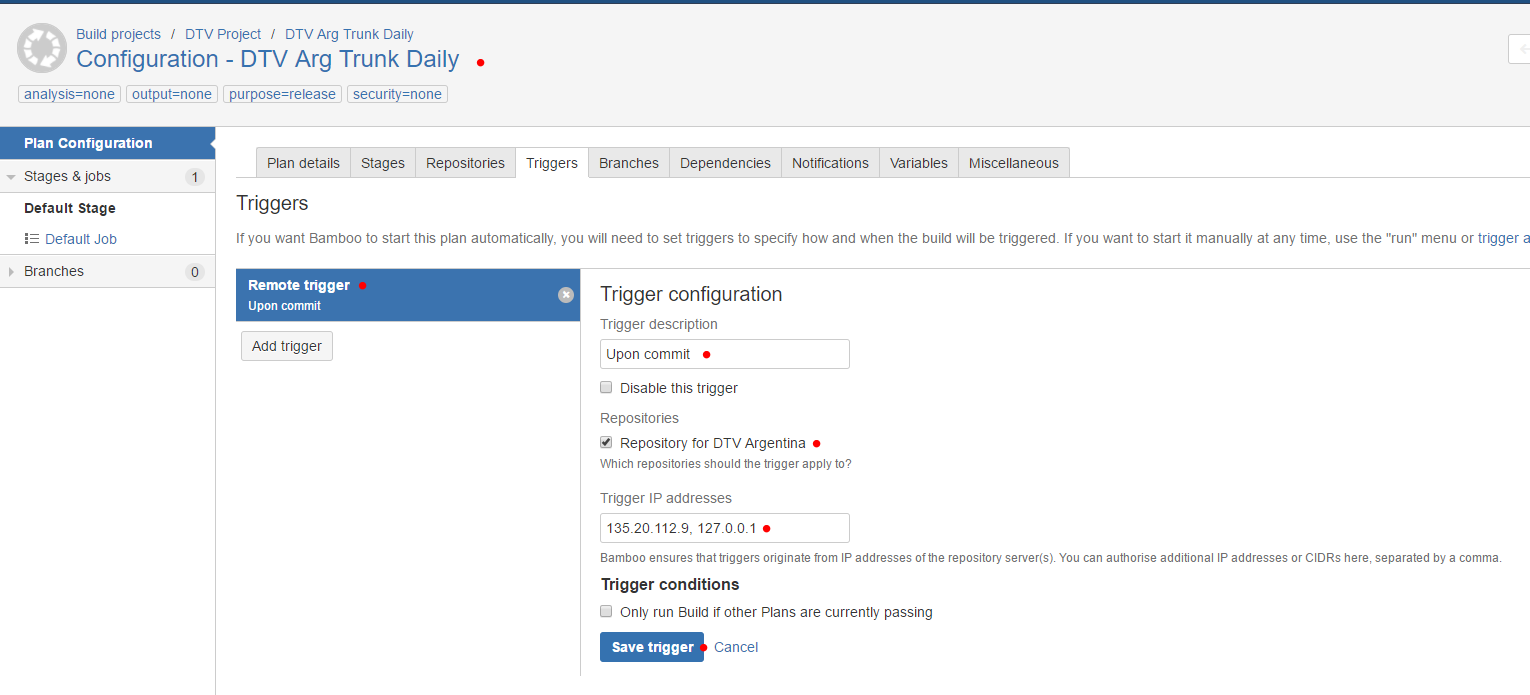 Build projects / DTV Project / DTV Arg Trunk Daily
Configuration - DTV Arg Trunk Daily
analysis=none output=none purpose=release security=none
Plan Configuration
Stages & jobs 1
Default Stage
Default Job
Branches 0
Plan details Stages Repositories Triggers Branches Dependencies Notifications Variables Miscellaneous
Triggers
If you want Bamboo to start this plan automatically, you will need to set triggers to specify how and when the build will be triggered. If you want to start it manually at any time, use the "run" menu or trigger a
Remote trigger
Upon commit
Add trigger
Trigger configuration
Trigger description
Upon commit
Disable this trigger
Repositories
Repository for DTV Argentina
Which repositories should the trigger apply to?
Trigger IP addresses
135.20.112.9, 127.0.0.1
Bamboo ensures that triggers originate from IP addresses of the repository server(s). You can authorise additional IP addresses or CIDRs here, separated by a comma.
Trigger conditions
Only run Build if other Plans are currently passing
Save trigger Cancel